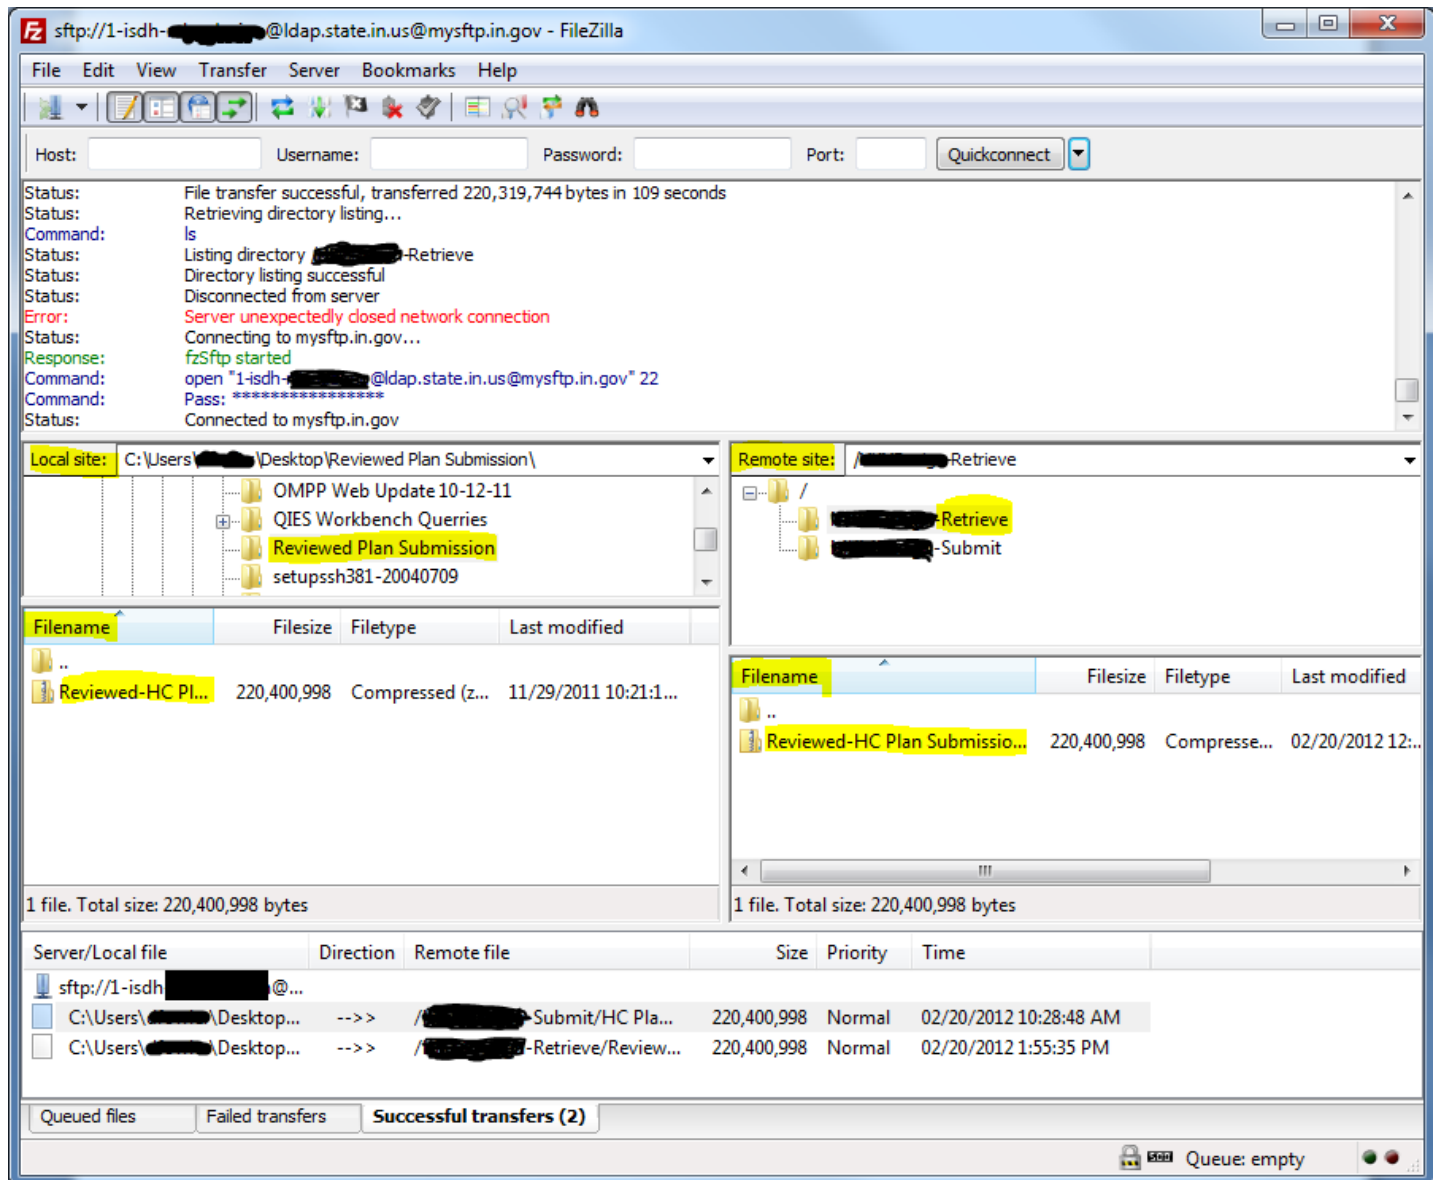 sftp://1-isdh-@ldap.state.in.us@mysftp.in.gov - FileZilla
File Edit View Transfer Server Bookmarks Help
Host: Username: Password: Port: Quickconnect
Status: File transfer successful, transferred 220,319,744 bytes in 109 seconds
Status: Retrieving directory listing...
Command: ls
Status: Listing directory /-Retrieve
Status: Directory listing successful
Status: Disconnected from server
Error: Server unexpectedly closed network connection
Status: Connecting to mysftp.in.gov...
Response: fzSftp started
Command: open "1-isdh-@ldap.state.in.us@mysftp.in.gov" 22
Command: Pass: ****************
Status: Connected to mysftp.in.gov
Local site: C:\Users\\Desktop\Reviewed Plan Submission\
OMPP Web Update 10-12-11
QIES Workbench Querries
Reviewed Plan Submission
setupssh381-20040709
Filename Filesize Filetype Last modified
..
Reviewed-HC Pl... 220,400,998 Compressed (z... 11/29/2011 10:21:1...
1 file. Total size: 220,400,998 bytes
Remote site: /-Retrieve
/
-Retrieve
-Submit
Filename Filesize Filetype Last modified
..
Reviewed-HC Plan Submissio... 220,400,998 Compresse... 02/20/2012 12:..
1 file. Total size: 220,400,998 bytes
Server/Local file Direction Remote file Size Priority Time
sftp://1-isdh@...
C:\Users\\Desktop... -->> /-Submit/HC Pla... 220,400,998 Normal 02/20/2012 10:28:48 AM
C:\Users\\Desktop... -->> /-Retrieve/Review... 220,400,998 Normal 02/20/2012 1:55:35 PM
Queued files Failed transfers Successful transfers (2)
Queue: empty